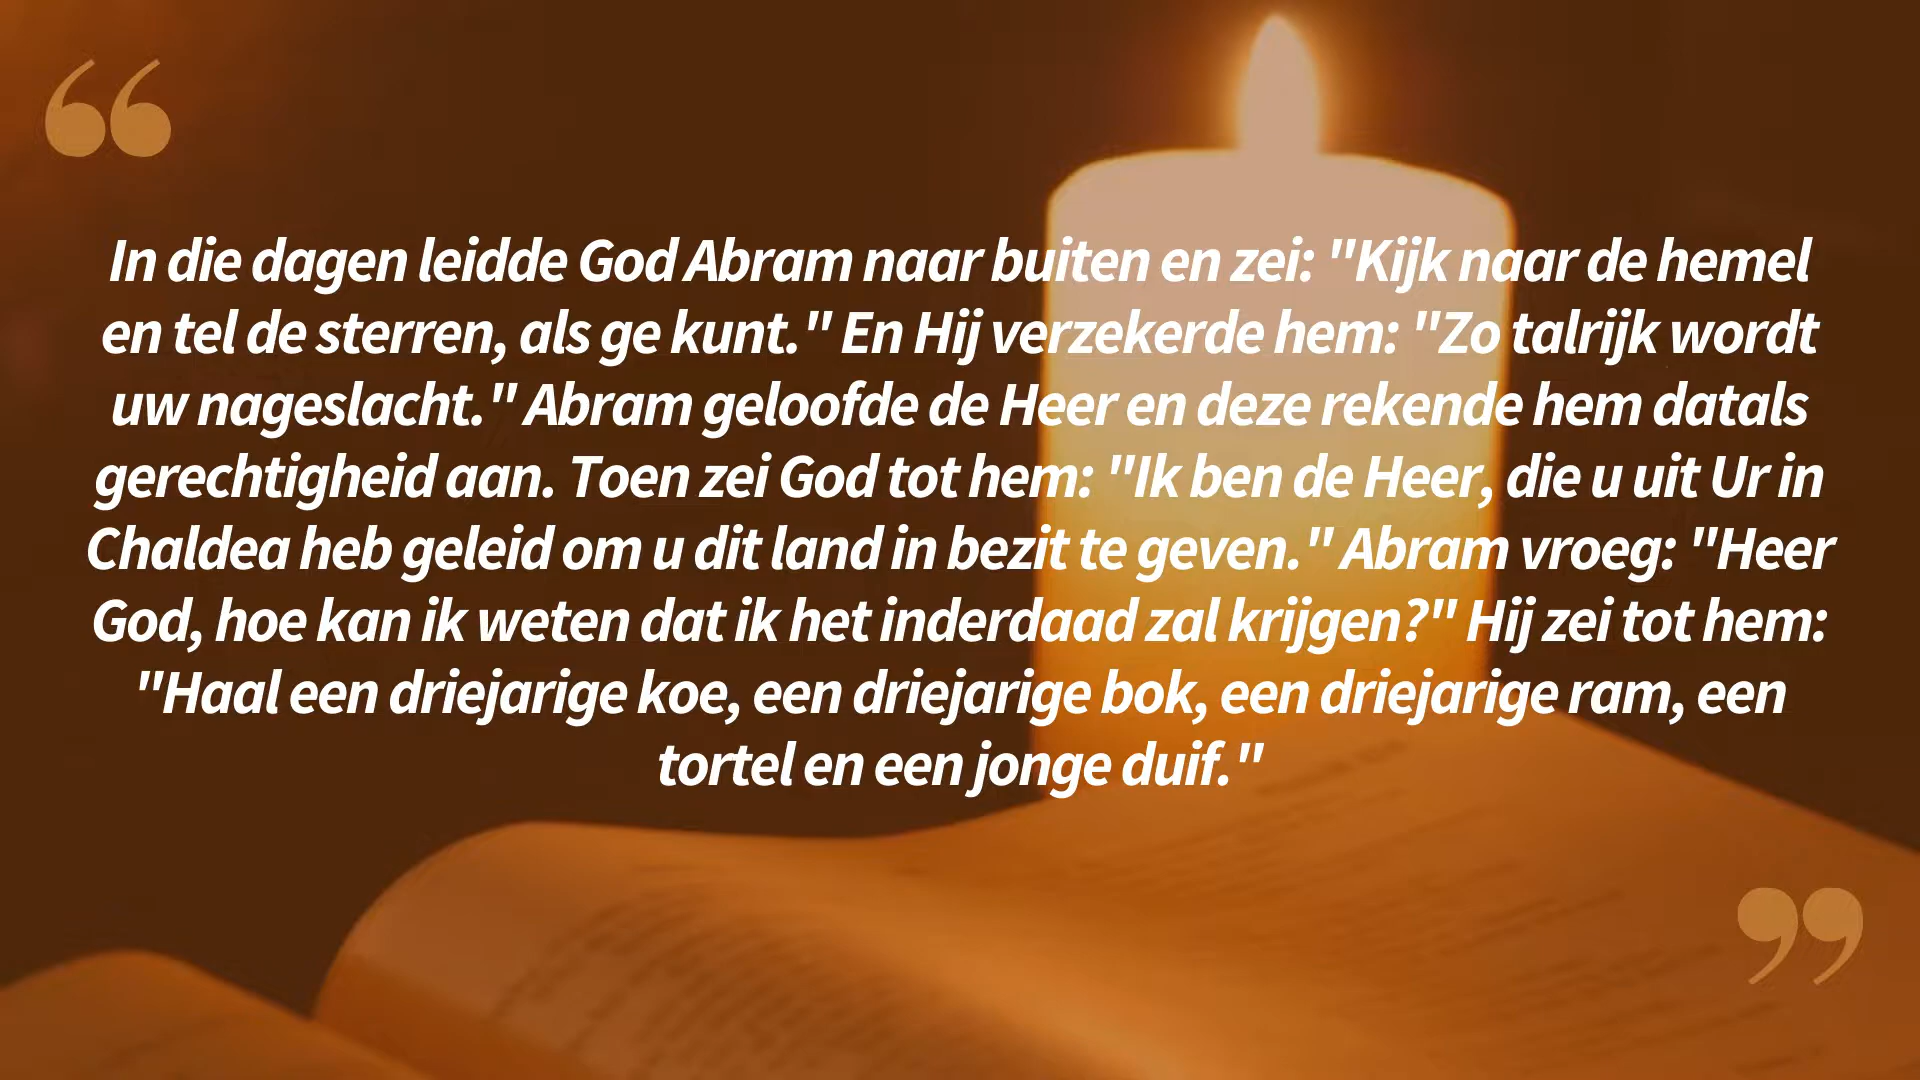 In die dagen leidde God Abram naar buiten en zei: "Kijk naar de hemel
en tel de sterren, als ge kunt." En Hij verzekerde hem: "Zo talrijk wordt
uw nageslacht." Abram geloofde de Heer en deze rekende hem datals
gerechtigheid aan. Toen zei God tot hem: "Ik ben de Heer, die u uit Ur in
Chaldea heb geleid om u dit land in bezit te geven." Abram vroeg: "Heer
God, hoe kan ik weten dat ik het inderdaad zal krijgen?" Hij zei tot hem:
"Haal een driejarige koe, een driejarige bok, een driejarige ram, een
tortel en een jonge duif."